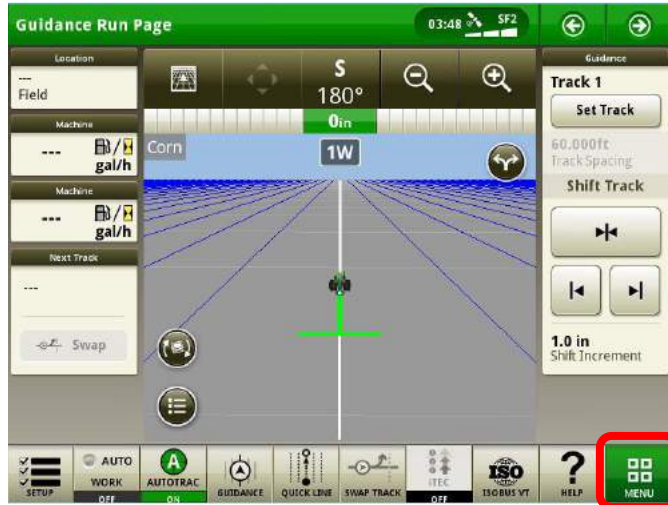 Guidance Run Page
03:48
SF2
Location
---
Field
Machine
---
gal/h
Machine
---
gal/h
Next Track
---
Swap
S
180°
0in
Corn
1W
Guidance
Track 1
Set Track
60.000ft
Track Spacing
Shift Track
1.0 in
Shift Increment
SETUP
AUTO
WORK
OFF
A
AUTOTRAC
ON
GUIDANCE
QUICK LINE
SWAP TRACK
iTEC
OFF
ISO
ISOBUS VT
?
HELP
MENU